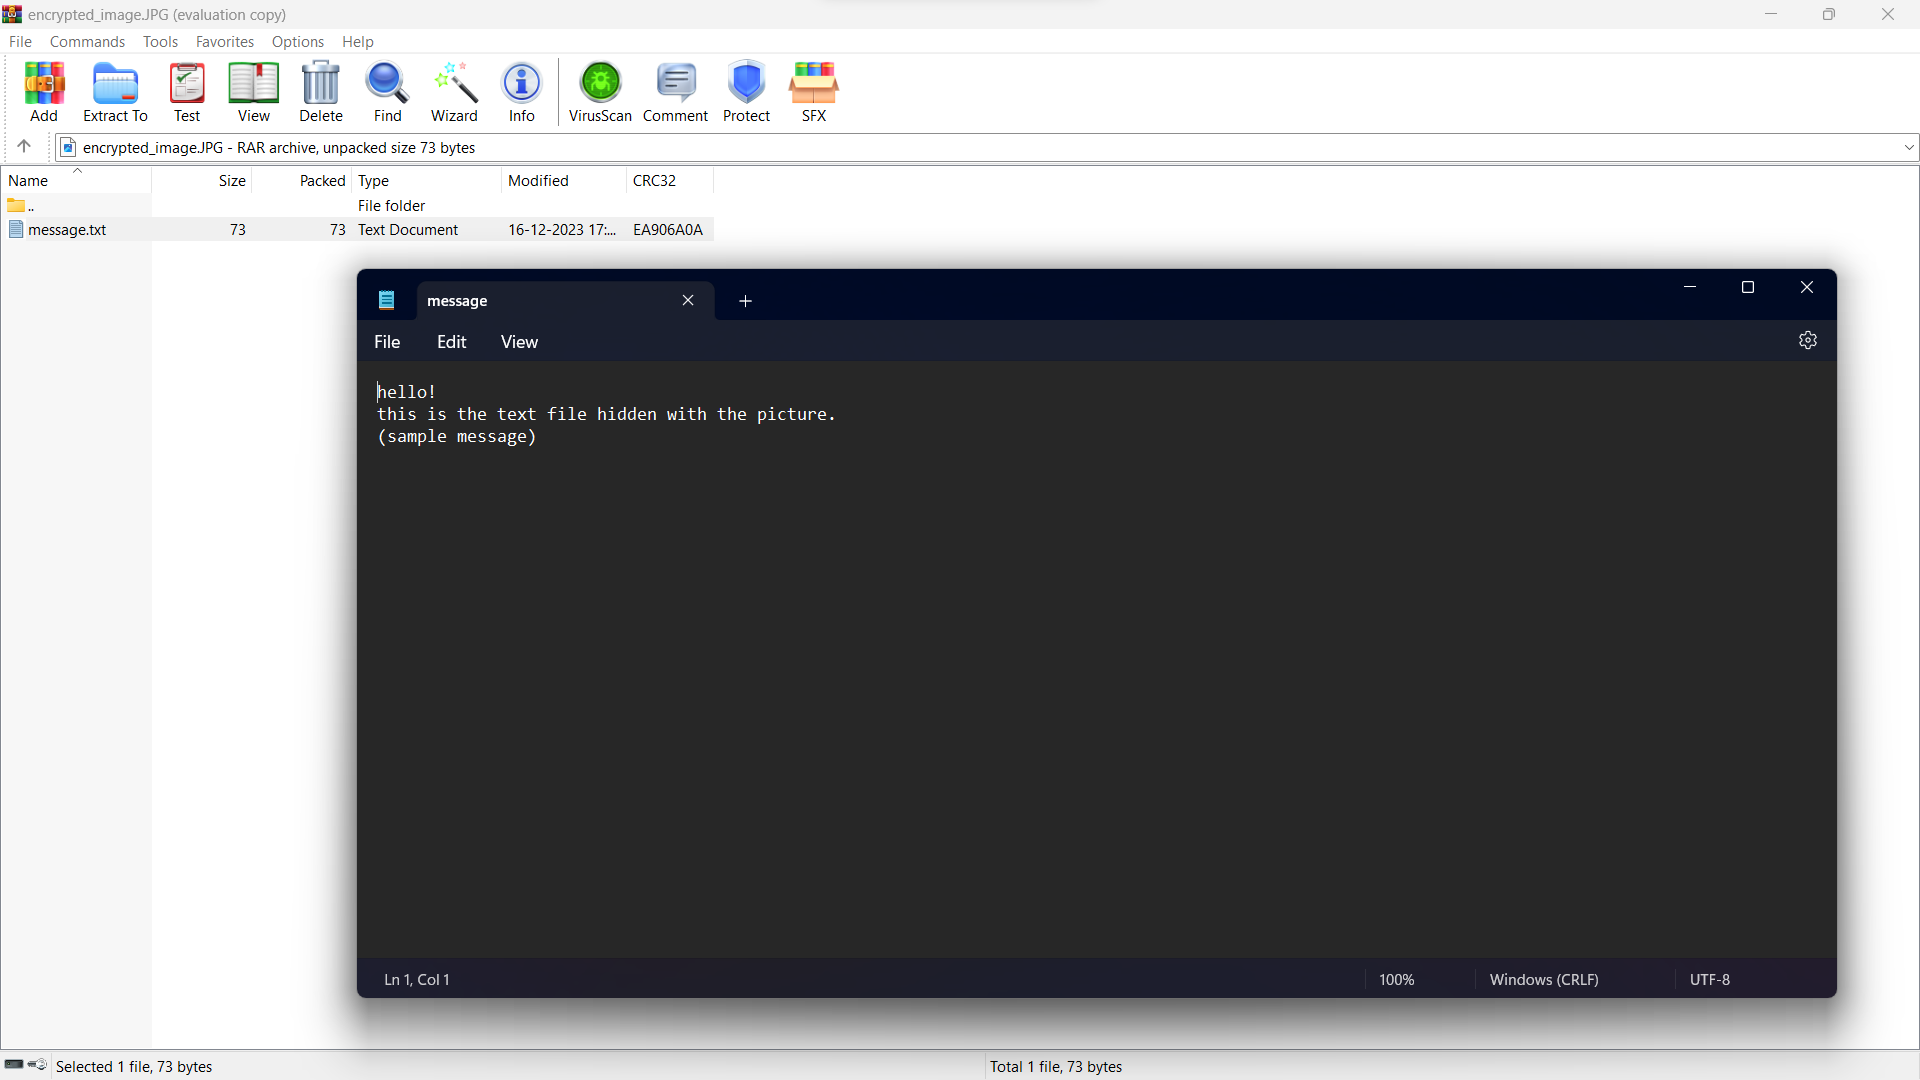 encrypted_image.JPG (evaluation copy)
File Commands Tools Favorites Options Help
Add Extract To Test View Delete Find Wizard Info VirusScan Comment Protect SFX
encrypted_image.JPG - RAR archive, unpacked size 73 bytes
Name Size Packed Type Modified CRC32
.. File folder
message.txt 73 73 Text Document 16-12-2023 17:... EA906A0A
message
File Edit View
hello!
this is the text file hidden with the picture.
(sample message)
Ln 1, Col 1 100% Windows (CRLF) UTF-8
Selected 1 file, 73 bytes Total 1 file, 73 bytes